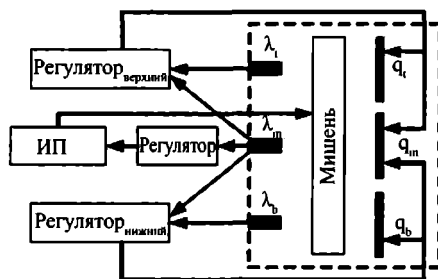 Регулятор верхний
λt
qt
ИП
Регулятор
λm
Мишень
qm
Регулятор нижний
λb
qb